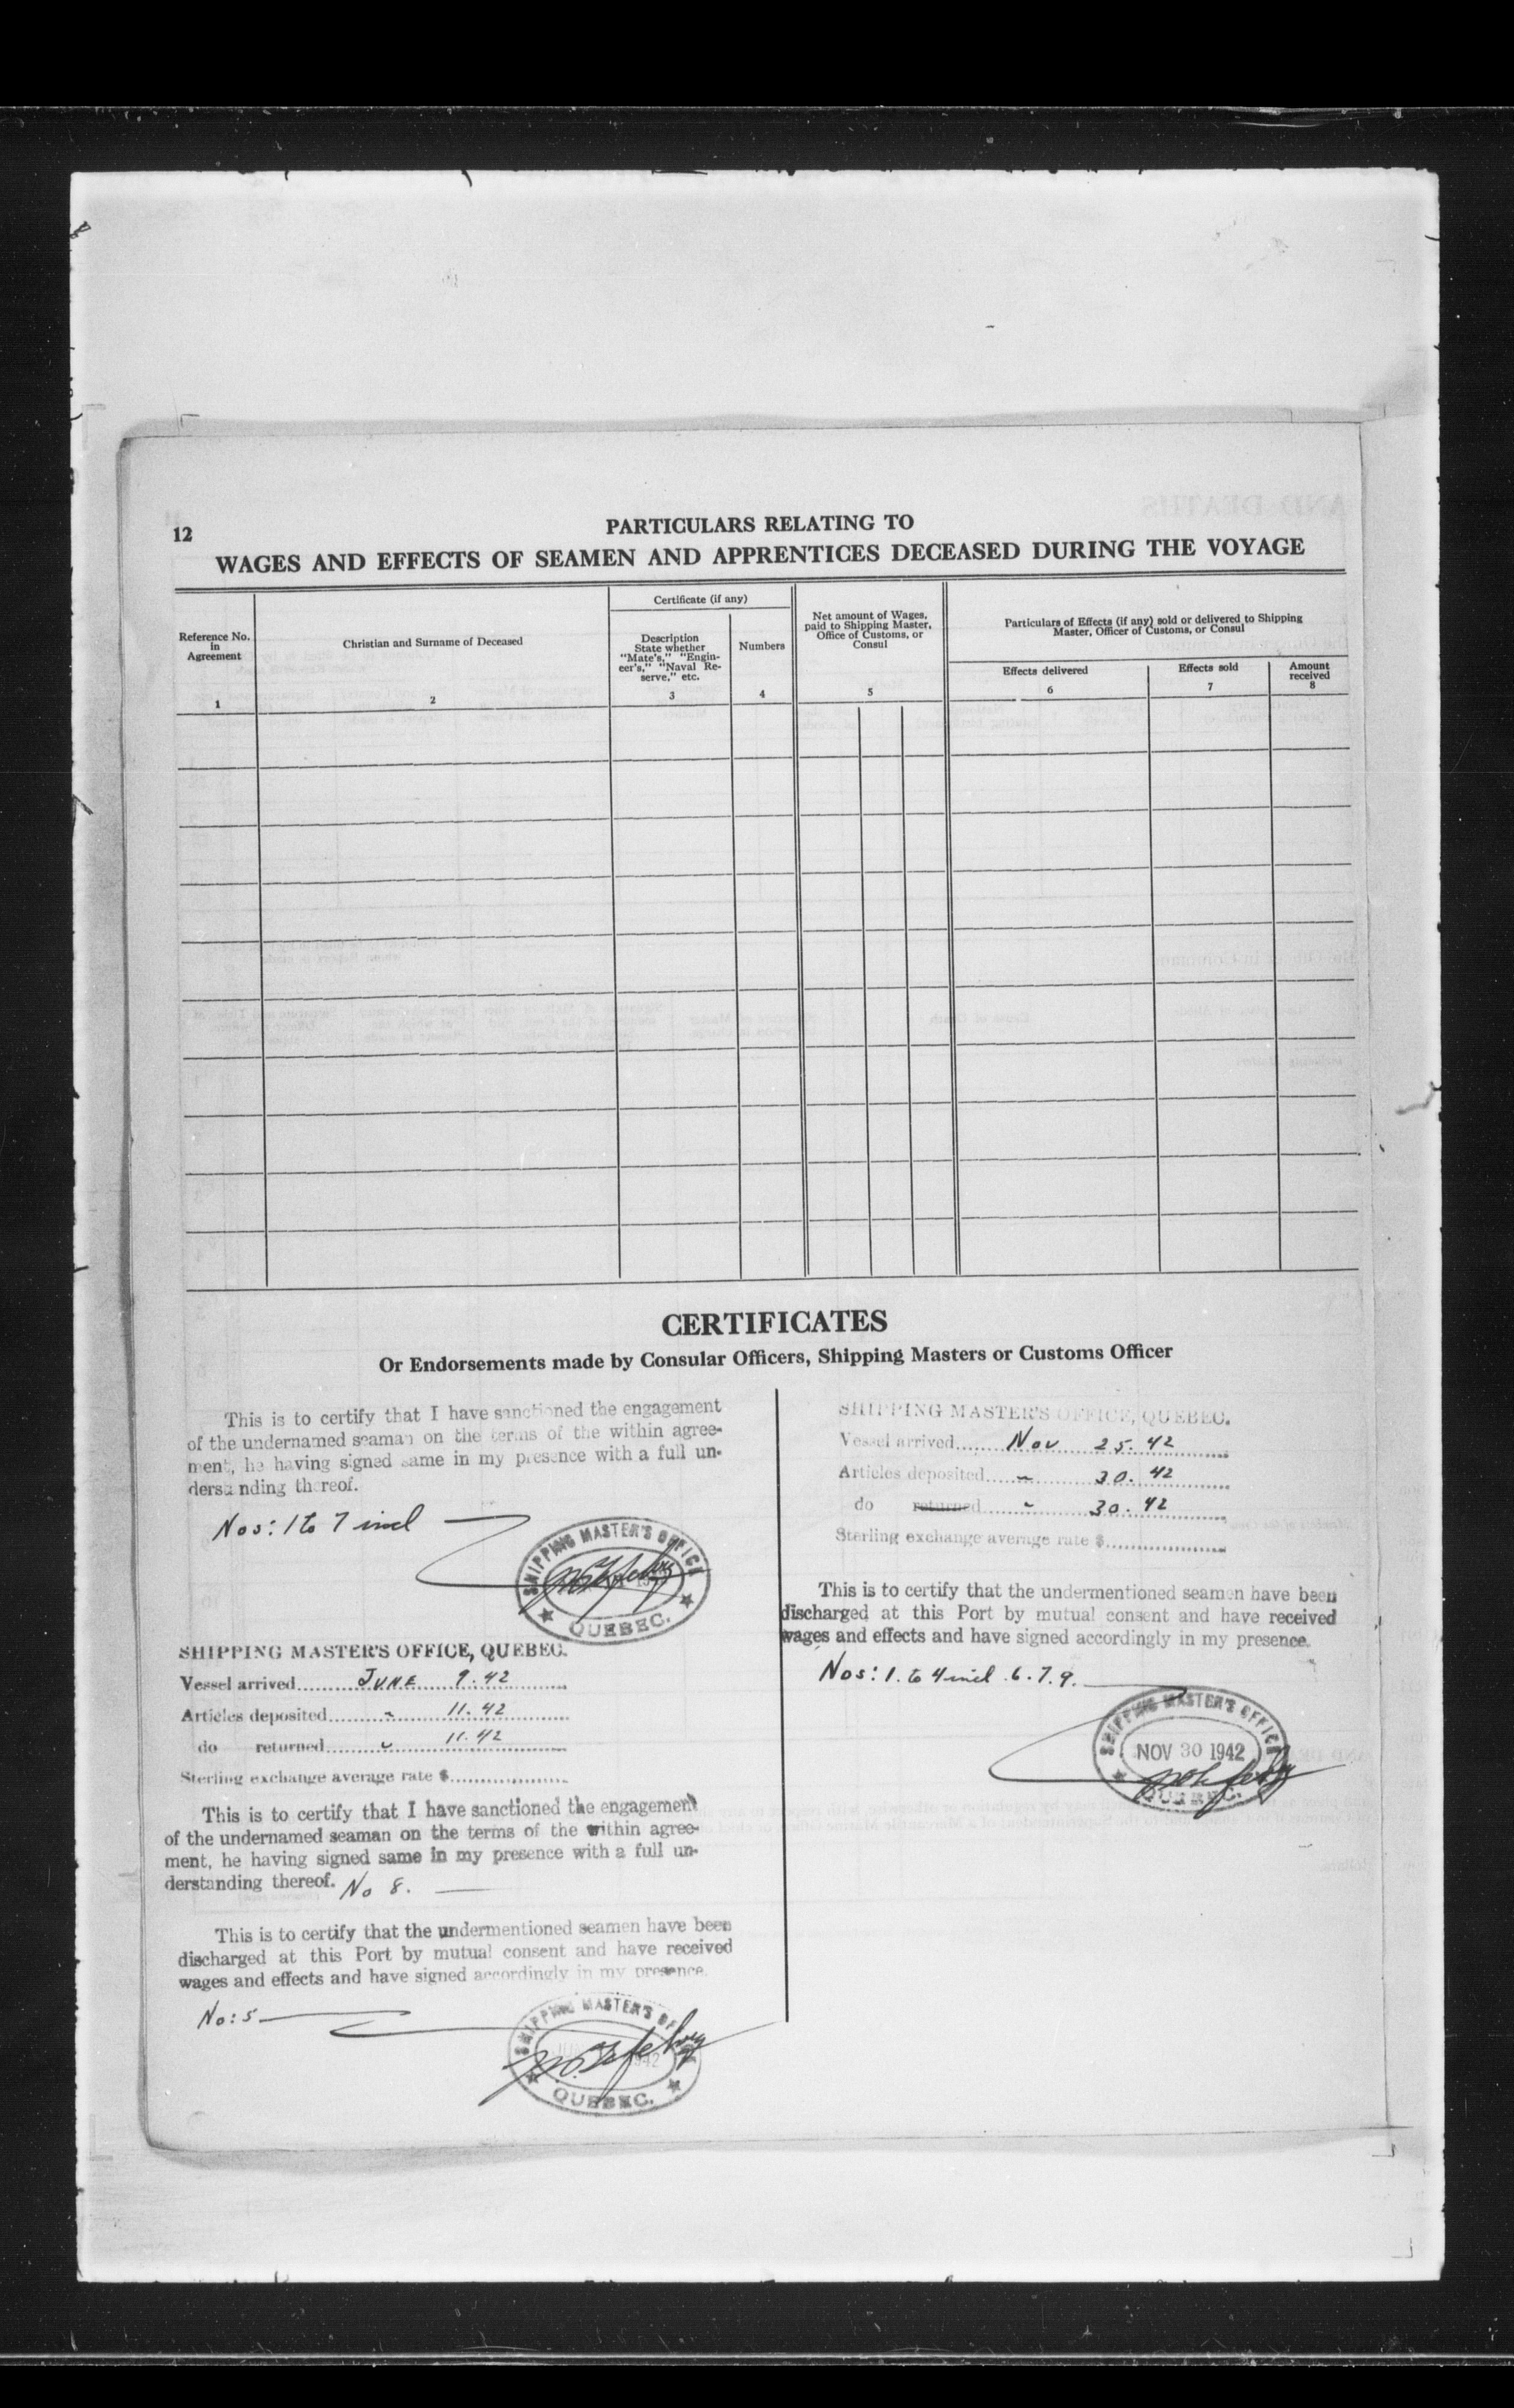 12
PARTICULARS RELATING TO
WAGES AND EFFECTS OF SEAMEN AND APPRENTICES DECEASED DURING THE VOYAGE
Reference No. in Agreement
1
Christian and Surname of Deceased
2
Certificate (if any)
Description
State whether
"Mate's," "Engin-
eer's," "Naval Re-
serve," etc.
3
Numbers
4
Net amount of Wages,
paid to Shipping Master,
Office of Customs, or
Consul
5
Particulars of Effects (if any) sold or delivered to Shipping
Master, Officer of Customs, or Consul
Effects delivered
6
Effects sold
7
Amount
received
8
CERTIFICATES
Or Endorsements made by Consular Officers, Shipping Masters or Customs Officer
This is to certify that I have sanctioned the engagement
of the undernamed seaman on the terms of the within agree-
ment, he having signed same in my presence with a full un-
derstanding thereof.
Nos: 1 to 7 incl
SHIPPING MASTER'S OFFICE
QUEBEC.
SHIPPING MASTER'S OFFICE, QUEBEC.
Vessel arrived JUNE 9.42
Articles deposited " 11.42
do returned " 11.42
Sterling exchange average rate $
This is to certify that I have sanctioned the engagement
of the undernamed seaman on the terms of the within agree-
ment, he having signed same in my presence with a full un-
derstanding thereof. No 8.
This is to certify that the undermentioned seamen have been
discharged at this Port by mutual consent and have received
wages and effects and have signed accordingly in my presence.
No: 5
SHIPPING MASTER'S OF
1942
QUEBEC.
SHIPPING MASTER'S OFFICE, QUEBEC.
Vessel arrived Nov 25.42
Articles deposited " 30.42
do returned " 30.42
Sterling exchange average rate $
This is to certify that the undermentioned seamen have been
discharged at this Port by mutual consent and have received
wages and effects and have signed accordingly in my presence.
Nos: 1. to 4 incl. 6. 7. 9.
SHIPPING MASTER'S OFFICE
NOV 30 1942
QUEBEC.